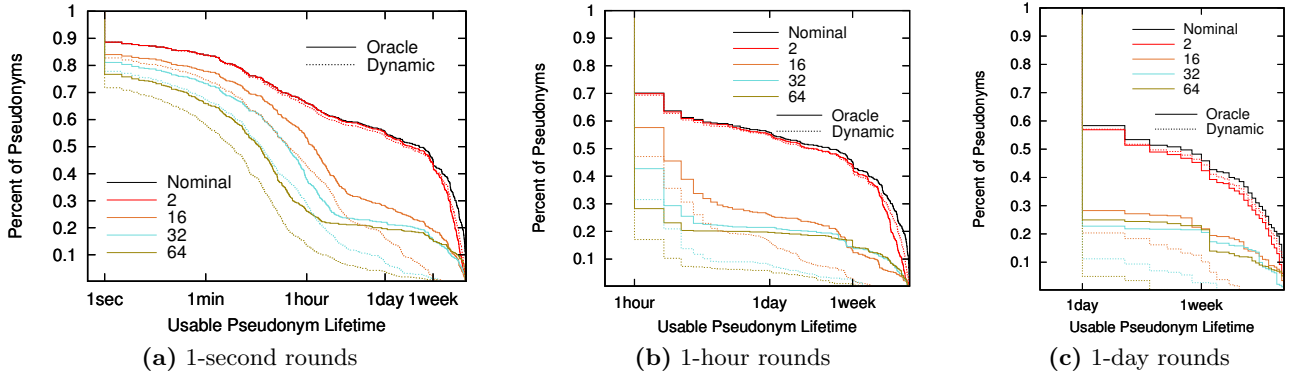 1
0.9
0.8
0.7
0.6
0.5
0.4
0.3
0.2
0.1
Percent of Pseudonyms
Oracle
Dynamic
Nominal
2
16
32
64
1sec
1min
1hour
1day
1week
Usable Pseudonym Lifetime
(a) 1-second rounds
1
0.9
0.8
0.7
0.6
0.5
0.4
0.3
0.2
0.1
Percent of Pseudonyms
Nominal
2
16
32
64
Oracle
Dynamic
1hour
1day
1week
Usable Pseudonym Lifetime
(b) 1-hour rounds
1
0.9
0.8
0.7
0.6
0.5
0.4
0.3
0.2
0.1
Percent of Pseudonyms
Nominal
2
16
32
64
Oracle
Dynamic
1day
1week
Usable Pseudonym Lifetime
(c) 1-day rounds